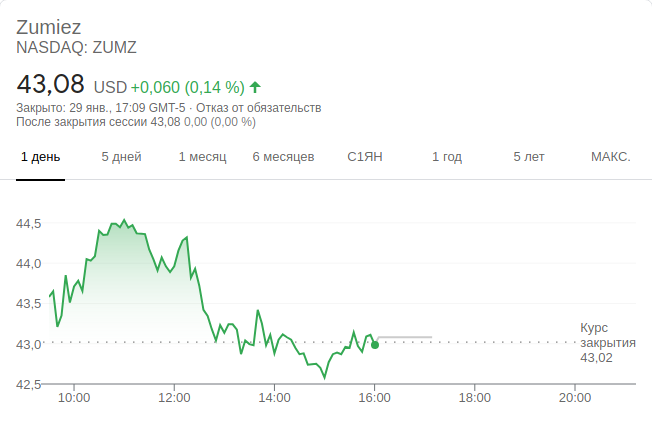 Zumiez
NASDAQ: ZUMZ
43,08 USD +0,060 (0,14 %)
Закрыто: 29 янв., 17:09 GMT-5 · Отказ от обязательств
После закрытия сессии 43,08 0,00 (0,00 %)
1 день 5 дней 1 месяц 6 месяцев С1ЯН 1 год 5 лет МАКС.
44,5
44,0
43,5
43,0
42,5
Курс
закрытия
43,02
10:00 12:00 14:00 16:00 18:00 20:00